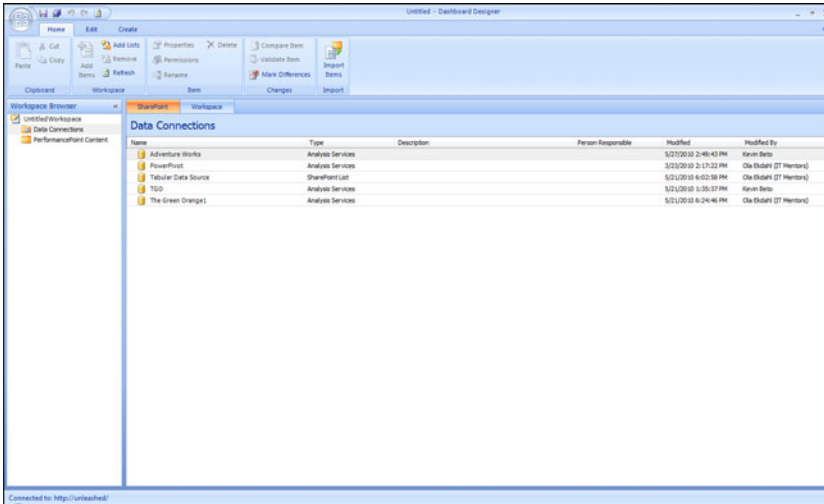 Untitled - Dashboard Designer
Home Edit Create
Paste Cut Copy Add Items Add Lists Remove Refresh Properties Delete Permissions Rename Compare Item Validate Item Mark Differences Import Items
Clipboard Workspace Item Changes Import
Workspace Browser «
Untitled Workspace
Data Connections
PerformancePoint Content
SharePoint Workspace
Data Connections
Name Type Description Person Responsible Modified Modified By
Adventure Works Analysis Services 5/27/2010 2:49:43 PM Kevin Beto
PowerPivot Analysis Services 3/23/2010 2:17:22 PM Ola Ekdahl (IT Mentors)
Tabular Data Source SharePoint List 5/21/2010 6:02:58 PM Ola Ekdahl (IT Mentors)
TGO Analysis Services 5/21/2010 1:35:37 PM Kevin Beto
The Green Orange1 Analysis Services 5/21/2010 6:24:46 PM Ola Ekdahl (IT Mentors)
Connected to: http://unleashed/